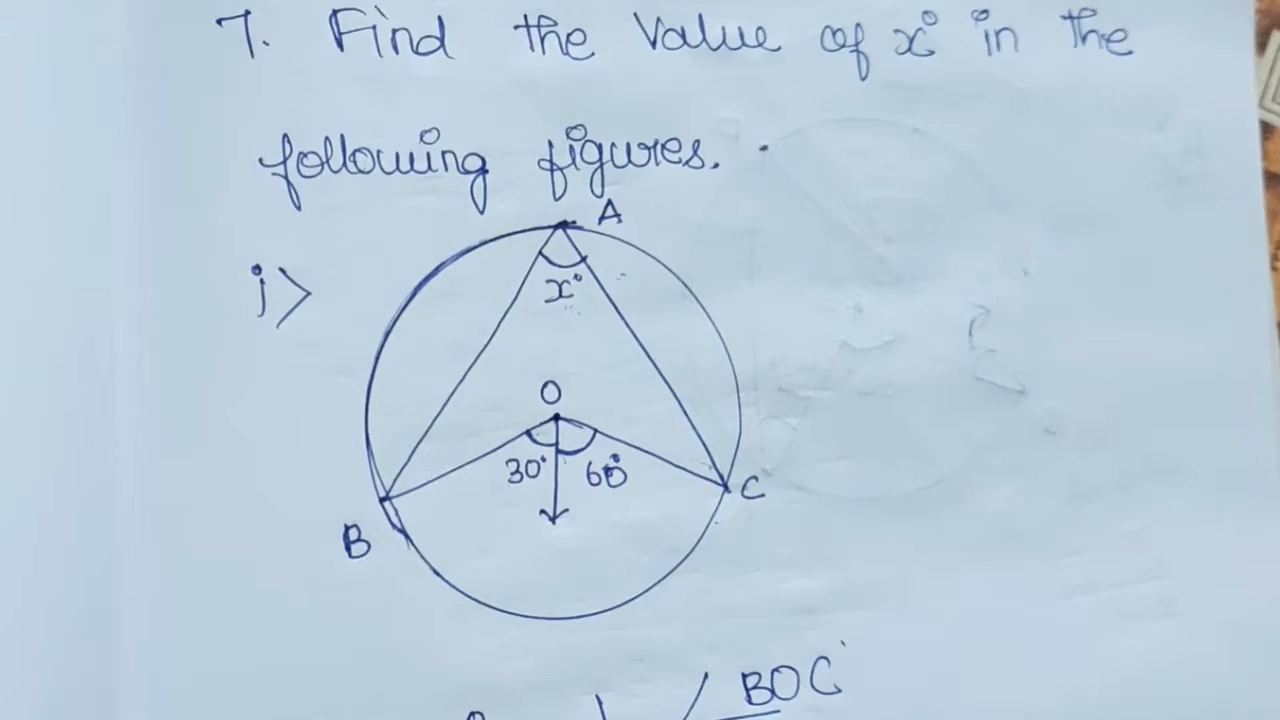 7. Find the Value of x° in the
following figures.
A
i>
x°
O
30° 60°
C
B
BOC